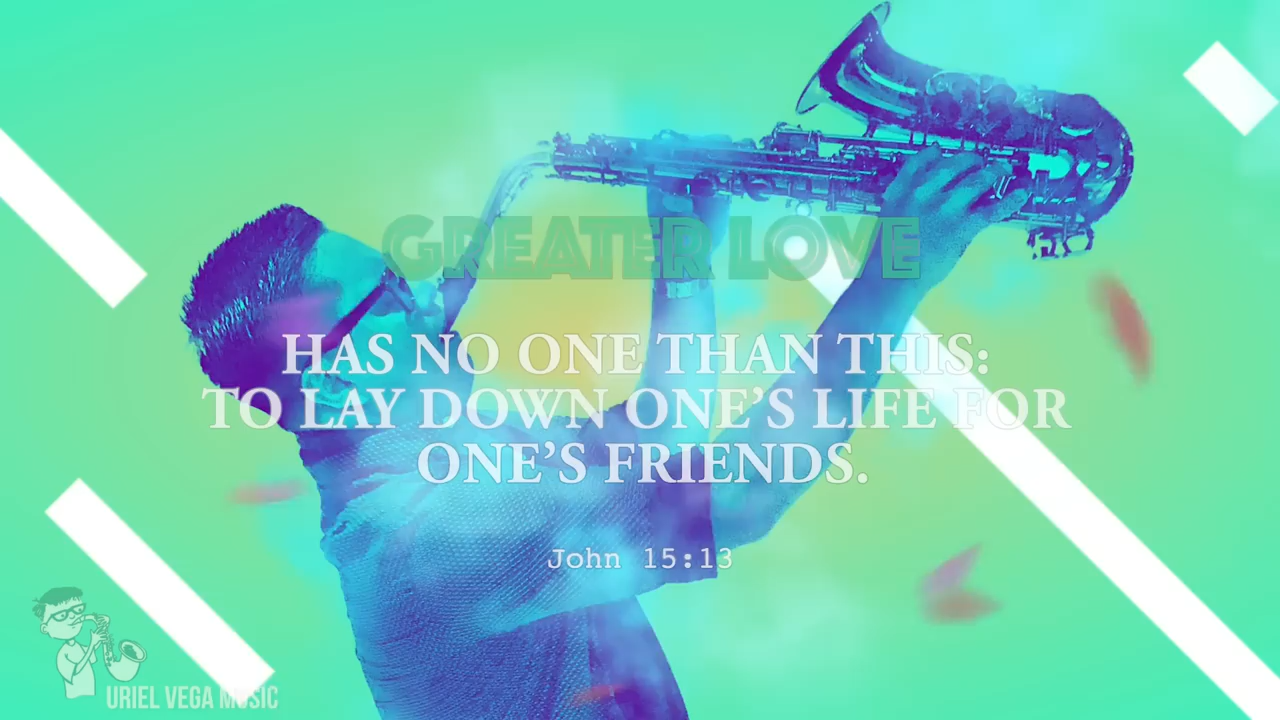 GREATER LOVE
HAS NO ONE THAN THIS:
TO LAY DOWN ONE’S LIFE FOR
ONE’S FRIENDS.
John 15:13
URIEL VEGA MUSIC